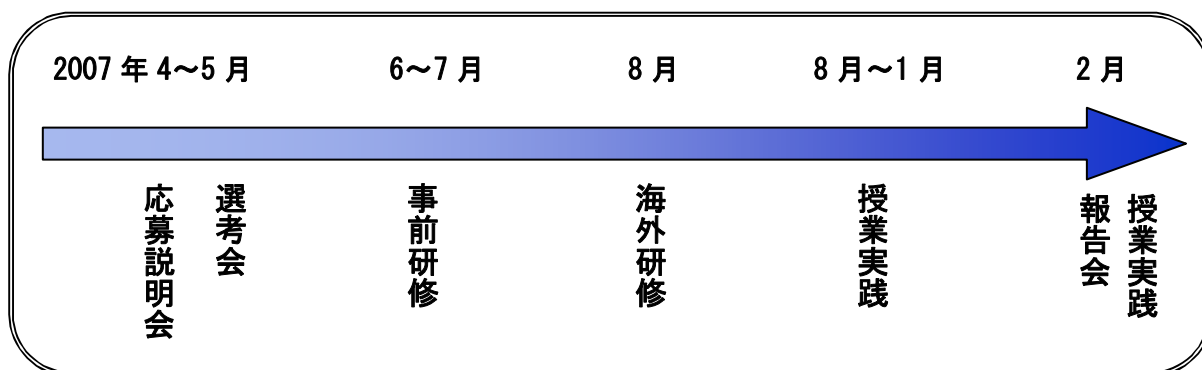 2007 年 4～5 月
6～7 月
8 月
8 月～1 月
2 月
応募説明会
選考会
事前研修
海外研修
授業実践
授業実践
報告会